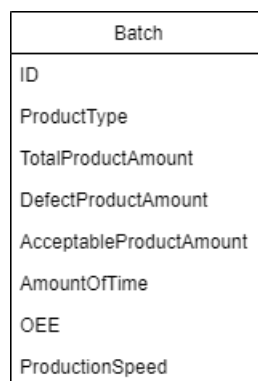 Batch
ID
ProductType
TotalProductAmount
DefectProductAmount
AcceptableProductAmount
AmountOfTime
OEE
ProductionSpeed